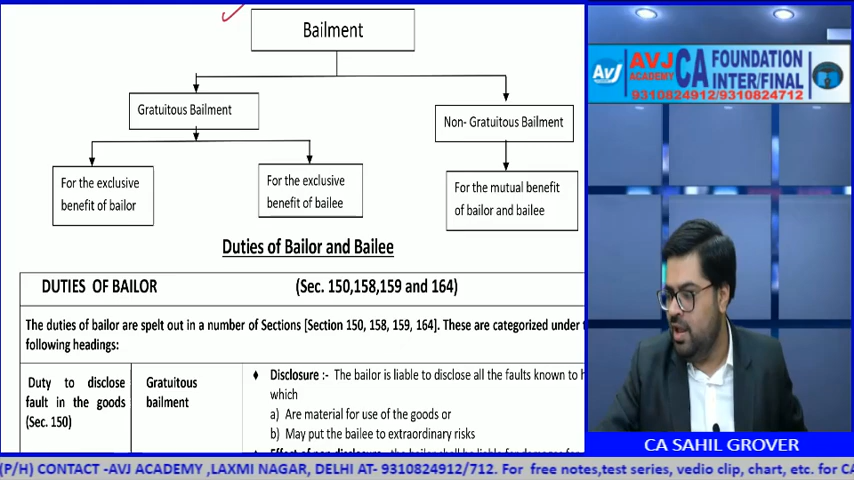 Bailment
Gratuitous Bailment
Non- Gratuitous Bailment
For the exclusive
benefit of bailor
For the exclusive
benefit of bailee
For the mutual benefit
of bailor and bailee
Duties of Bailor and Bailee
DUTIES OF BAILOR (Sec. 150,158,159 and 164)
The duties of bailor are spelt out in a number of Sections [Section 150, 158, 159, 164]. These are categorized under
following headings:
Duty to disclose
fault in the goods
(Sec. 150)
Gratuitous
bailment
♦ Disclosure :- The bailor is liable to disclose all the faults known to
which
a) Are material for use of the goods or
b) May put the bailee to extraordinary risks
AVJ
AVJ
ACADEMY
CA
FOUNDATION
INTER/FINAL
9310824912/9310824712
CA SAHIL GROVER
(P/H) CONTACT -AVJ ACADEMY ,LAXMI NAGAR, DELHI AT- 9310824912/712. For free notes,test series, vedio clip, chart, etc. for CA